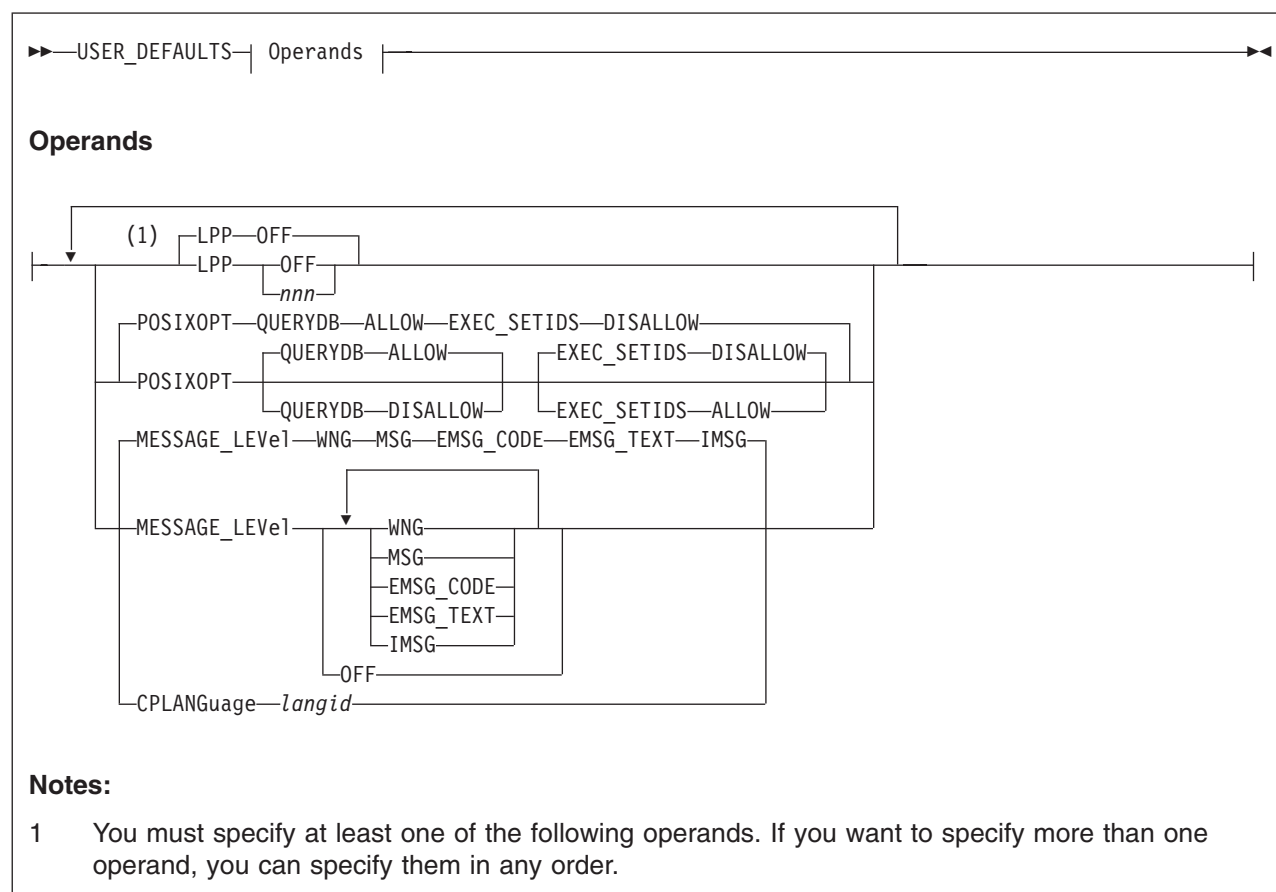 USER_DEFAULTS Operands
Operands
(1) LPP OFF
LPP OFF
nnn
POSIXOPT QUERYDB ALLOW EXEC_SETIDS DISALLOW
QUERYDB ALLOW EXEC_SETIDS DISALLOW
POSIXOPT
QUERYDB DISALLOW EXEC_SETIDS ALLOW
MESSAGE_LEVel WNG MSG EMSG_CODE EMSG_TEXT IMSG
MESSAGE_LEVel WNG
MSG
EMSG_CODE
EMSG_TEXT
IMSG
OFF
CPLANGuage langid
Notes:
1 You must specify at least one of the following operands. If you want to specify more than one
operand, you can specify them in any order.